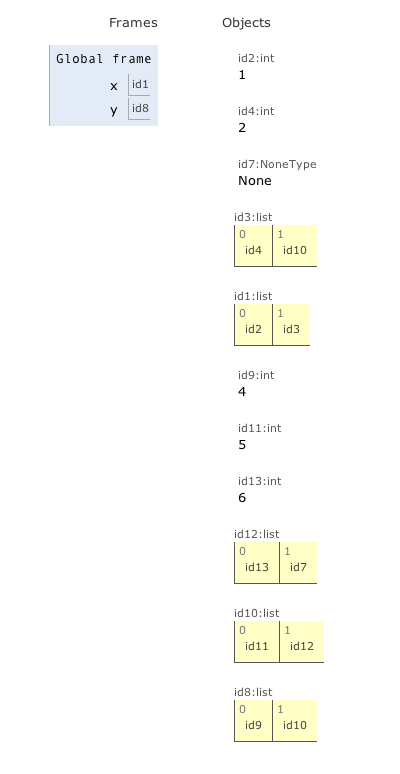 Frames Objects
Global frame
x id1
y id8
id2:int
1
id4:int
2
id7:NoneType
None
id3:list
0 1
id4 id10
id1:list
0 1
id2 id3
id9:int
4
id11:int
5
id13:int
6
id12:list
0 1
id13 id7
id10:list
0 1
id11 id12
id8:list
0 1
id9 id10